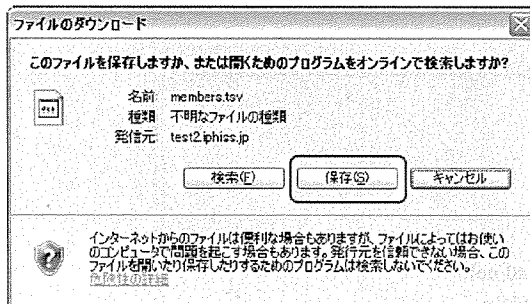 ファイルのダウンロード
このファイルを保存しますか、または開くためのプログラムをオンラインで検索しますか?
名前: members.tsv
種類: 不明なファイルの種類
発信元: test2.iphiss.jp
検索(F)
保存(S)
キャンセル
インターネットからのファイルは便利な場合もありますが、ファイルによってはお使い
のコンピュータで問題を起こす場合もあります。発行元を信頼できない場合、この
ファイルを開いたり保存したりするためのプログラムは検索しないでください。
危険性の詳細